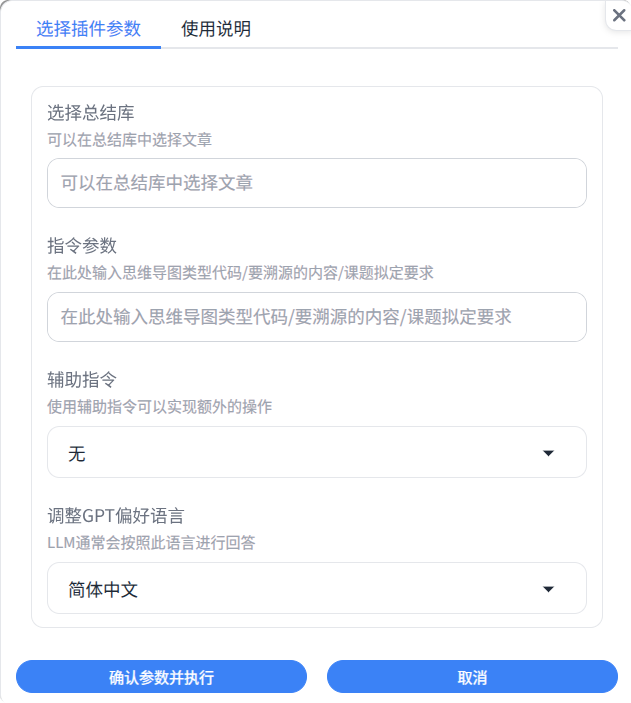 选择插件参数
使用说明
选择总结库
可以在总结库中选择文章
可以在总结库中选择文章
指令参数
在此处输入思维导图类型代码/要溯源的内容/课题拟定要求
在此处输入思维导图类型代码/要溯源的内容/课题拟定要求
辅助指令
使用辅助指令可以实现额外的操作
无
调整GPT偏好语言
LLM通常会按照此语言进行回答
简体中文
确认参数并执行
取消